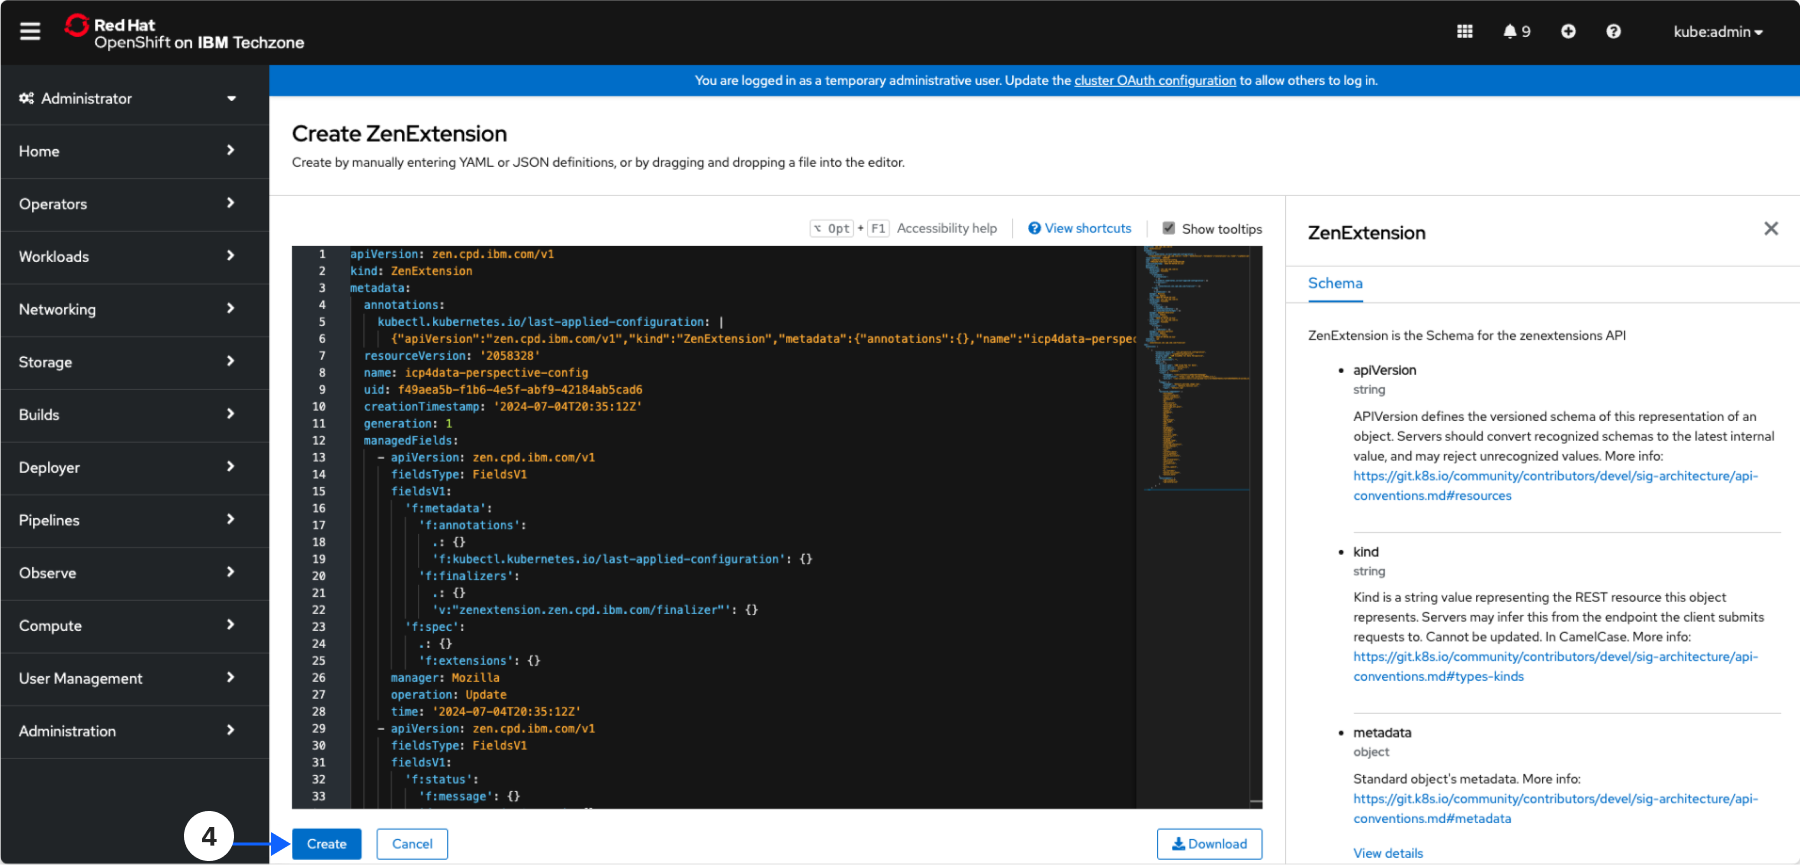 Red Hat
OpenShift on IBM Techzone
9
kube:admin
You are logged in as a temporary administrative user. Update the cluster OAuth configuration to allow others to log in.
Administrator
Home
Operators
Workloads
Networking
Storage
Builds
Deployer
Pipelines
Observe
Compute
User Management
Administration
Create ZenExtension
Create by manually entering YAML or JSON definitions, or by dragging and dropping a file into the editor.
⌥ Opt + F1 Accessibility help View shortcuts Show tooltips
1 apiVersion: zen.cpd.ibm.com/v1
2 kind: ZenExtension
3 metadata:
4 annotations:
5 kubectl.kubernetes.io/last-applied-configuration: |
6 {"apiVersion":"zen.cpd.ibm.com/v1","kind":"ZenExtension","metadata":{"annotations":{},"name":"icp4data-perspec
7 resourceVersion: '2058328'
8 name: icp4data-perspective-config
9 uid: f49aea5b-f1b6-4e5f-abf9-42184ab5cad6
10 creationTimestamp: '2024-07-04T20:35:12Z'
11 generation: 1
12 managedFields:
13 - apiVersion: zen.cpd.ibm.com/v1
14 fieldsType: FieldsV1
15 fieldsV1:
16 'f:metadata':
17 'f:annotations':
18 .: {}
19 'f:kubectl.kubernetes.io/last-applied-configuration': {}
20 'f:finalizers':
21 .: {}
22 'v:"zenextension.zen.cpd.ibm.com/finalizer"': {}
23 'f:spec':
24 .: {}
25 'f:extensions': {}
26 manager: Mozilla
27 operation: Update
28 time: '2024-07-04T20:35:12Z'
29 - apiVersion: zen.cpd.ibm.com/v1
30 fieldsType: FieldsV1
31 fieldsV1:
32 'f:status':
33 'f:message': {}
4
Create
Cancel
Download
ZenExtension
Schema
ZenExtension is the Schema for the zenextensions API
• apiVersion
string
APIVersion defines the versioned schema of this representation of an
object. Servers should convert recognized schemas to the latest internal
value, and may reject unrecognized values. More info:
https://git.k8s.io/community/contributors/devel/sig-architecture/api-
conventions.md#resources
• kind
string
Kind is a string value representing the REST resource this object
represents. Servers may infer this from the endpoint the client submits
requests to. Cannot be updated. In CamelCase. More info:
https://git.k8s.io/community/contributors/devel/sig-architecture/api-
conventions.md#types-kinds
• metadata
object
Standard object's metadata. More info:
https://git.k8s.io/community/contributors/devel/sig-architecture/api-
conventions.md#metadata
View details